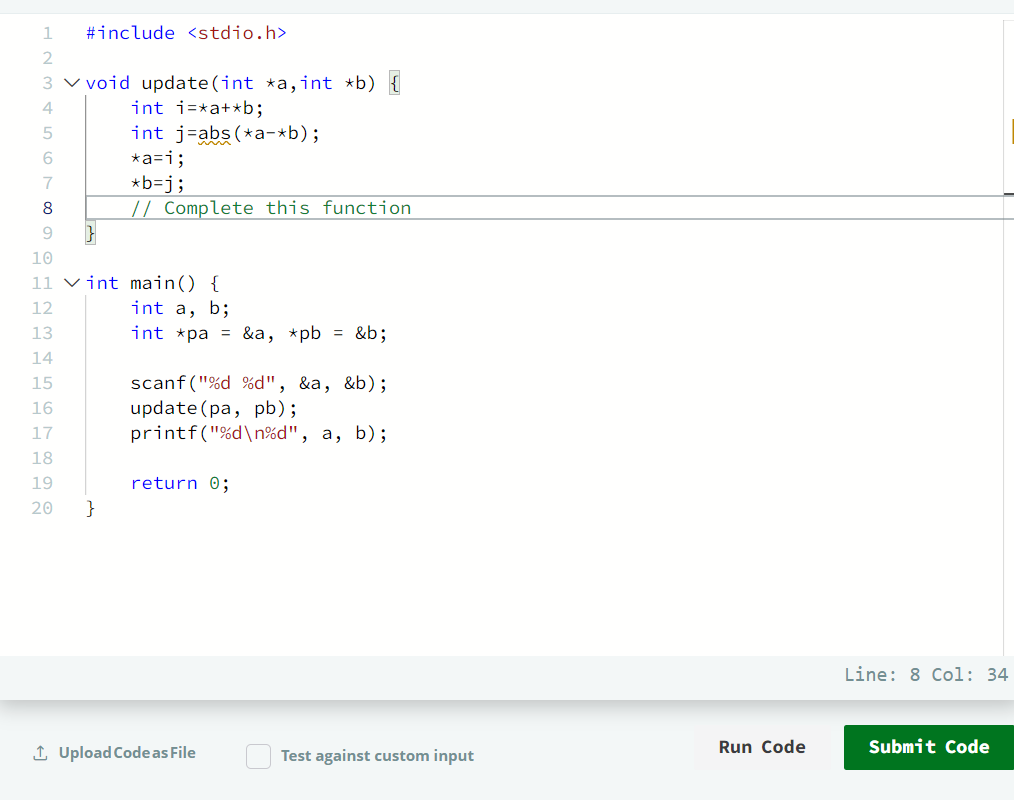 1 #include <stdio.h>
2
3 void update(int *a,int *b) {
4     int i=*a+*b;
5     int j=abs(*a-*b);
6     *a=i;
7     *b=j;
8     // Complete this function
9 }
10
11 int main() {
12     int a, b;
13     int *pa = &a, *pb = &b;
14
15     scanf("%d %d", &a, &b);
16     update(pa, pb);
17     printf("%d\n%d", a, b);
18
19     return 0;
20 }
Line: 8 Col: 34
Upload Code as File Test against custom input Run Code Submit Code